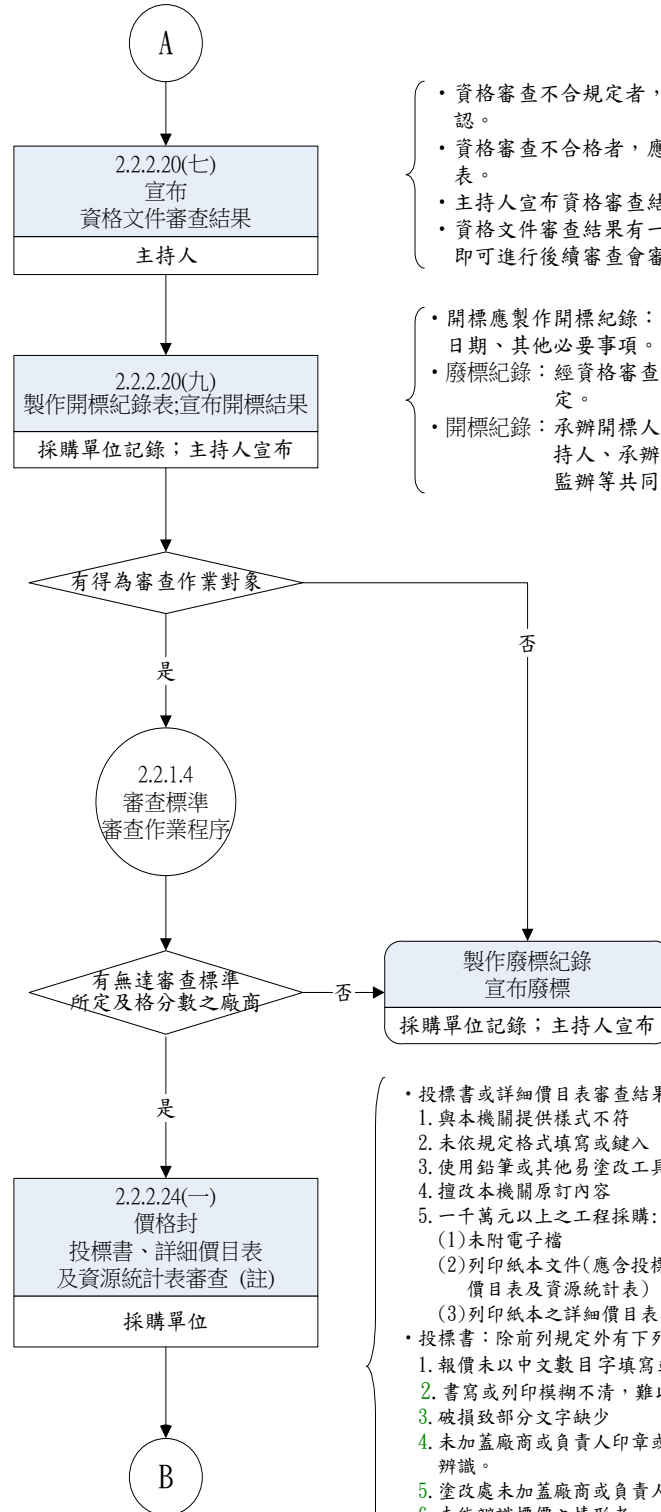 A
2.2.2.20(七)
宣布
資格文件審查結果
主持人
‧資格審查不合規定者，
認。
‧資格審查不合格者，應
表。
‧主持人宣布資格審查結
‧資格文件審查結果有一
即可進行後續審查會審
2.2.2.20(九)
製作開標紀錄表;宣布開標結果
採購單位記錄；主持人宣布
‧開標應製作開標紀錄：
日期、其他必要事項。
‧廢標紀錄：經資格審查
定。
‧開標紀錄：承辦開標人
持人、承辦
監辦等共同
有得為審查作業對象
否
是
2.2.1.4
審查標準
審查作業程序
有無達審查標準
所定及格分數之廠商
否
製作廢標紀錄
宣布廢標
採購單位記錄；主持人宣布
是
2.2.2.24(一)
價格封
投標書、詳細價目表
及資源統計表審查 (註)
採購單位
‧投標書或詳細價目表審查結果
1.與本機關提供樣式不符
2.未依規定格式填寫或鍵入
3.使用鉛筆或其他易塗改工具
4.擅改本機關原訂內容
5.一千萬元以上之工程採購:
(1)未附電子檔
(2)列印紙本文件(應含投標
價目表及資源統計表)
(3)列印紙本之詳細價目表
‧投標書：除前列規定外有下列
1.報價未以中文數目字填寫或
2.書寫或列印模糊不清，難以
3.破損致部分文字缺少
4.未加蓋廠商或負責人印章或
辨識。
5.塗改處未加蓋廠商或負責人
B